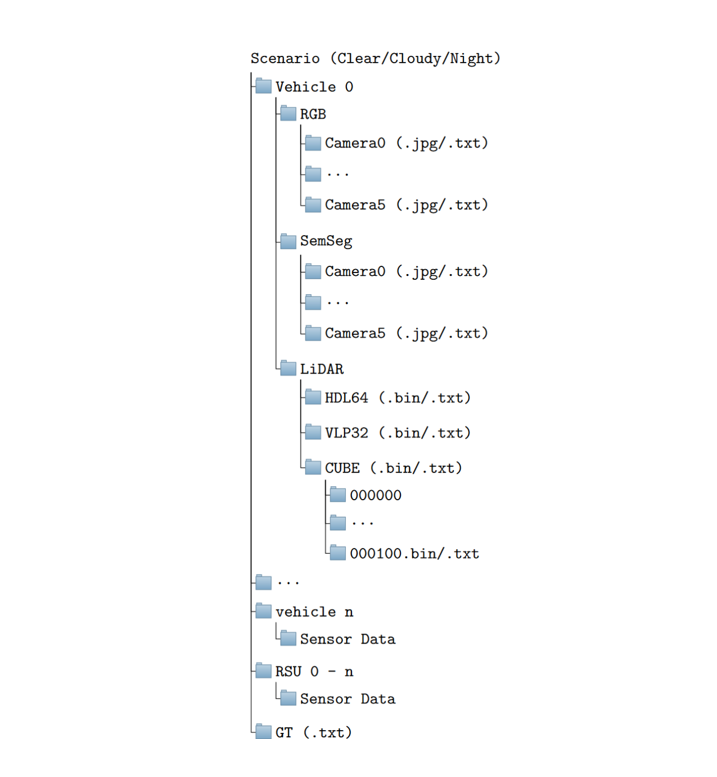 Scenario (Clear/Cloudy/Night)
Vehicle 0
RGB
Camera0 (.jpg/.txt)
...
Camera5 (.jpg/.txt)
SemSeg
Camera0 (.jpg/.txt)
...
Camera5 (.jpg/.txt)
LiDAR
HDL64 (.bin/.txt)
VLP32 (.bin/.txt)
CUBE (.bin/.txt)
000000
...
000100.bin/.txt
...
vehicle n
Sensor Data
RSU 0 - n
Sensor Data
GT (.txt)